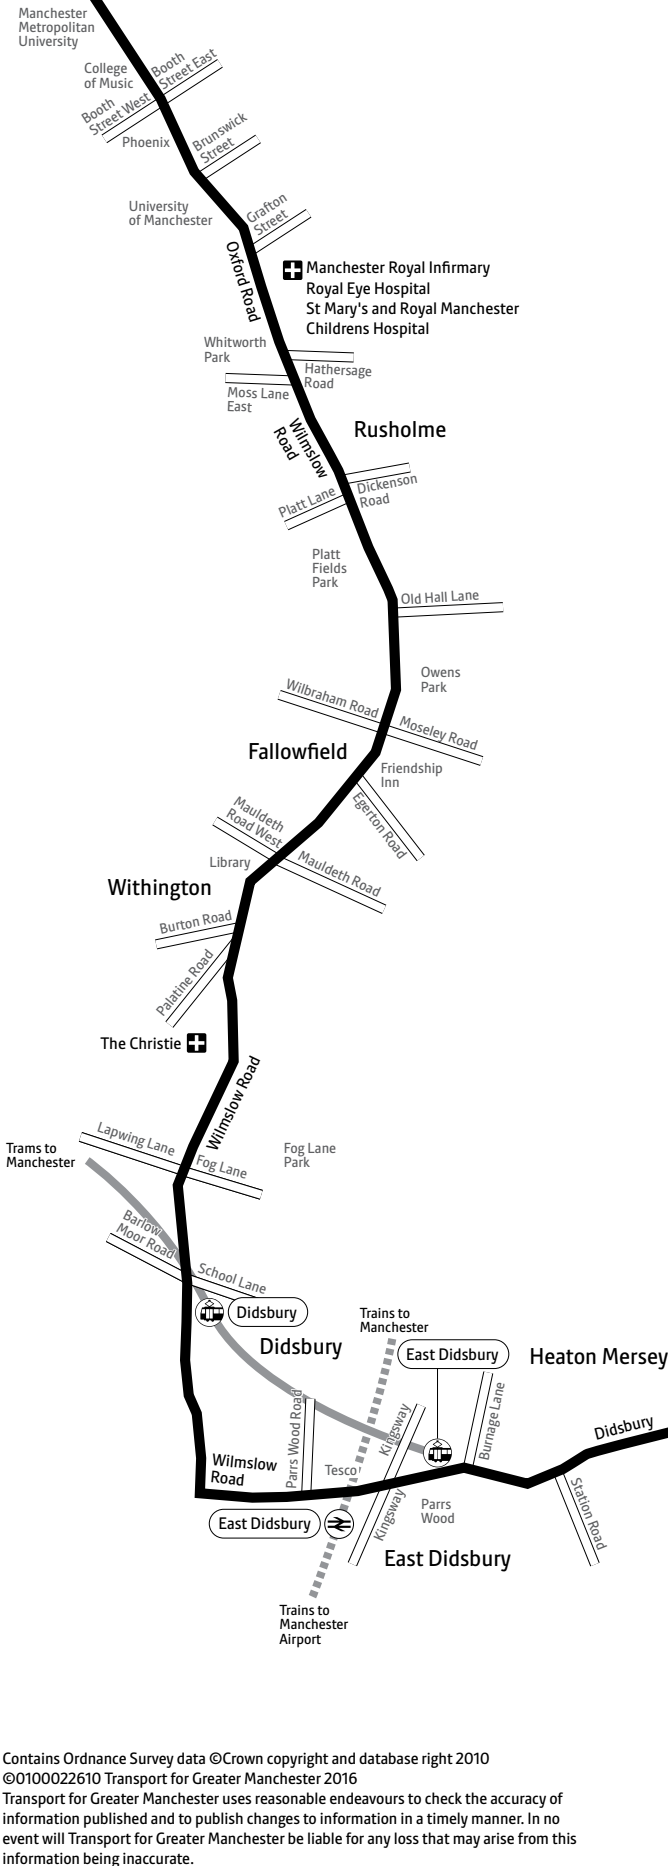 Manchester
Metropolitan
University
College
of Music
Booth
Street East
Booth
Street West
Phoenix
Brunswick
Street
University
of Manchester
Grafton
Street
Oxford Road
Manchester Royal Infirmary
Royal Eye Hospital
St Mary's and Royal Manchester
Childrens Hospital
Whitworth
Park
Hathersage
Road
Moss Lane
East
Wilmslow
Road
Rusholme
Platt Lane
Dickenson
Road
Platt
Fields
Park
Old Hall Lane
Owens
Park
Wilbraham Road
Moseley Road
Fallowfield
Friendship
Inn
Egerton Road
Mauldeth
Road West
Library
Mauldeth Road
Withington
Burton Road
Palatine Road
The Christie
Wilmslow Road
Lapwing Lane
Fog Lane
Fog Lane
Park
Trams to
Manchester
Barlow
Moor Road
School Lane
Didsbury
Didsbury
Trains to
Manchester
East Didsbury
Heaton Mersey
Parrs Wood Road
Kingsway
Burnage Lane
Didsbury
Wilmslow
Road
Tesco
Kingsway
Parrs
Wood
Station Road
East Didsbury
East Didsbury
Trains to
Manchester
Airport
Contains Ordnance Survey data ©Crown copyright and database right 2010
©0100022610 Transport for Greater Manchester 2016
Transport for Greater Manchester uses reasonable endeavours to check the accuracy of
information published and to publish changes to information in a timely manner. In no
event will Transport for Greater Manchester be liable for any loss that may arise from this
information being inaccurate.